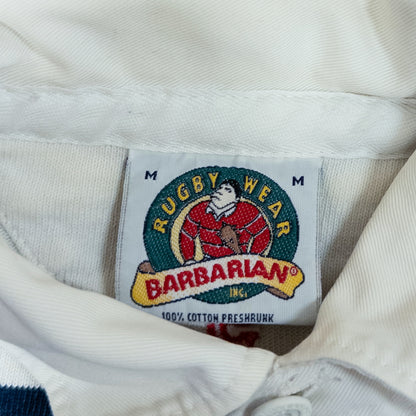 M M
RUGBY WEAR
BARBARIAN®
INC.
100% COTTON PRESHRUNK